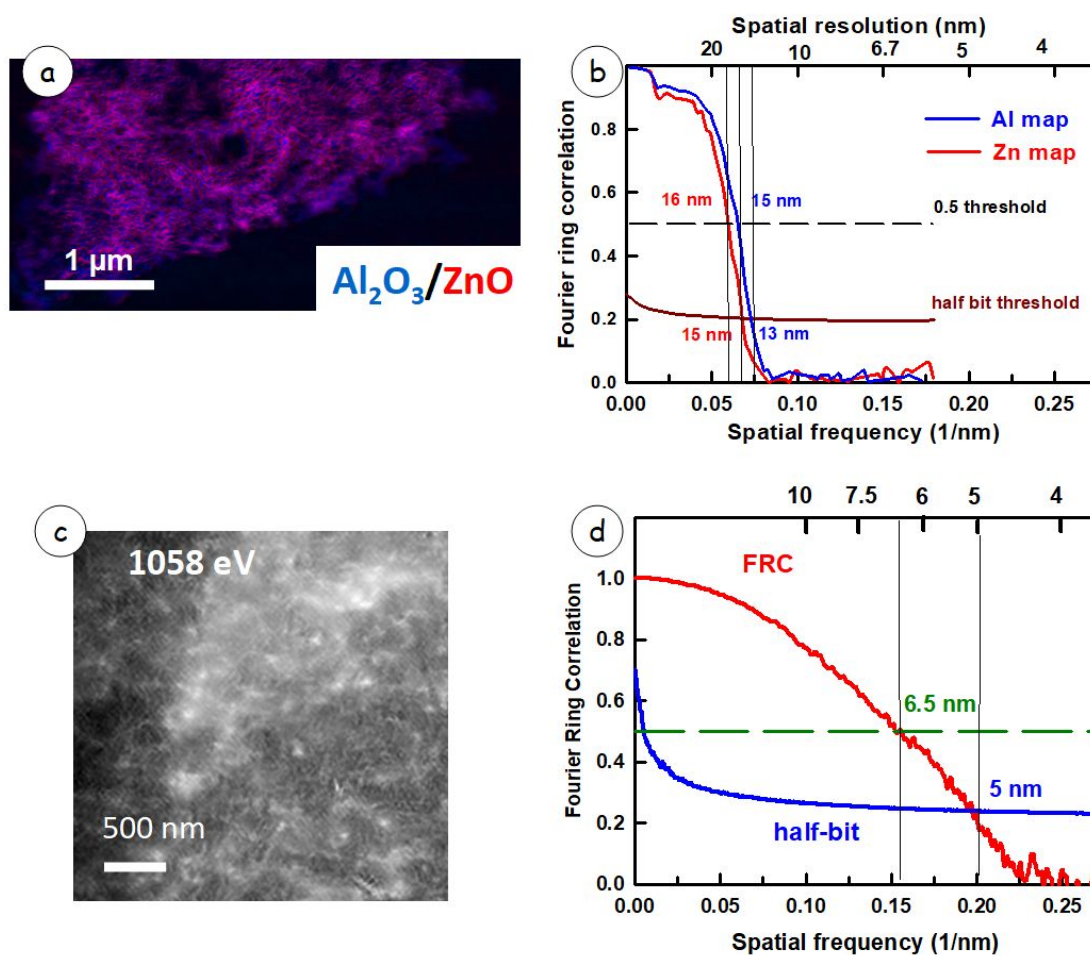 a
1 µm
Al₂O₃/ZnO
b
Spatial resolution (nm)
20 10 6.7 5 4
Fourier ring correlation
0.8
0.6
0.4
0.2
0.0
Al map
Zn map
16 nm
15 nm
0.5 threshold
half bit threshold
15 nm
13 nm
0.00 0.05 0.10 0.15 0.20 0.25
Spatial frequency (1/nm)
c
1058 eV
500 nm
d
10 7.5 6 5 4
Fourier Ring Correlation
1.0
0.8
0.6
0.4
0.2
0.0
FRC
6.5 nm
5 nm
half-bit
0.00 0.05 0.10 0.15 0.20 0.25
Spatial frequency (1/nm)